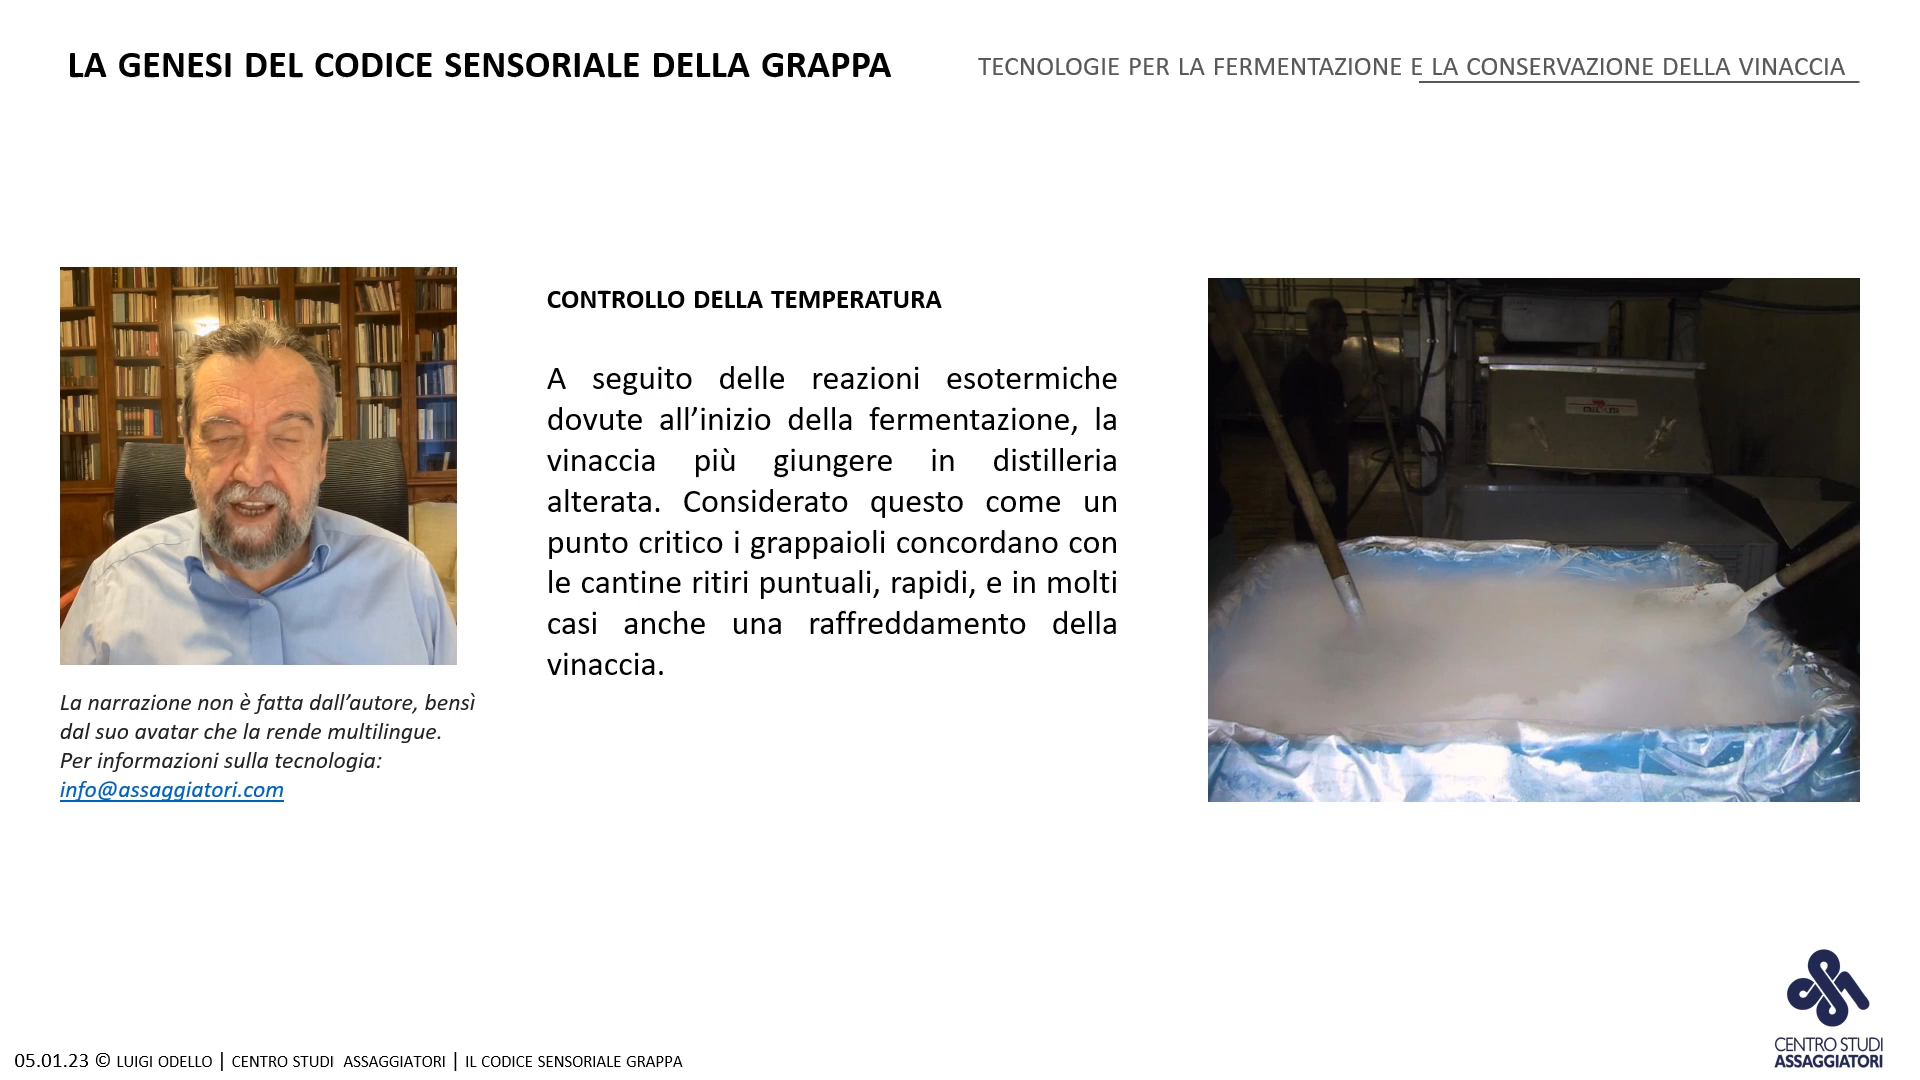 LA GENESI DEL CODICE SENSORIALE DELLA GRAPPA
TECNOLOGIE PER LA FERMENTAZIONE E LA CONSERVAZIONE DELLA VINACCIA
CONTROLLO DELLA TEMPERATURA
A seguito delle reazioni esotermiche
dovute all’inizio della fermentazione, la
vinaccia più giungere in distilleria
alterata. Considerato questo come un
punto critico i grappaioli concordano con
le cantine ritiri puntuali, rapidi, e in molti
casi anche una raffreddamento della
vinaccia.
La narrazione non è fatta dall’autore, bensì
dal suo avatar che la rende multilingue.
Per informazioni sulla tecnologia:
info@assaggiatori.com
CENTRO STUDI
ASSAGGIATORI
05.01.23 © LUIGI ODELLO | CENTRO STUDI ASSAGGIATORI | IL CODICE SENSORIALE GRAPPA